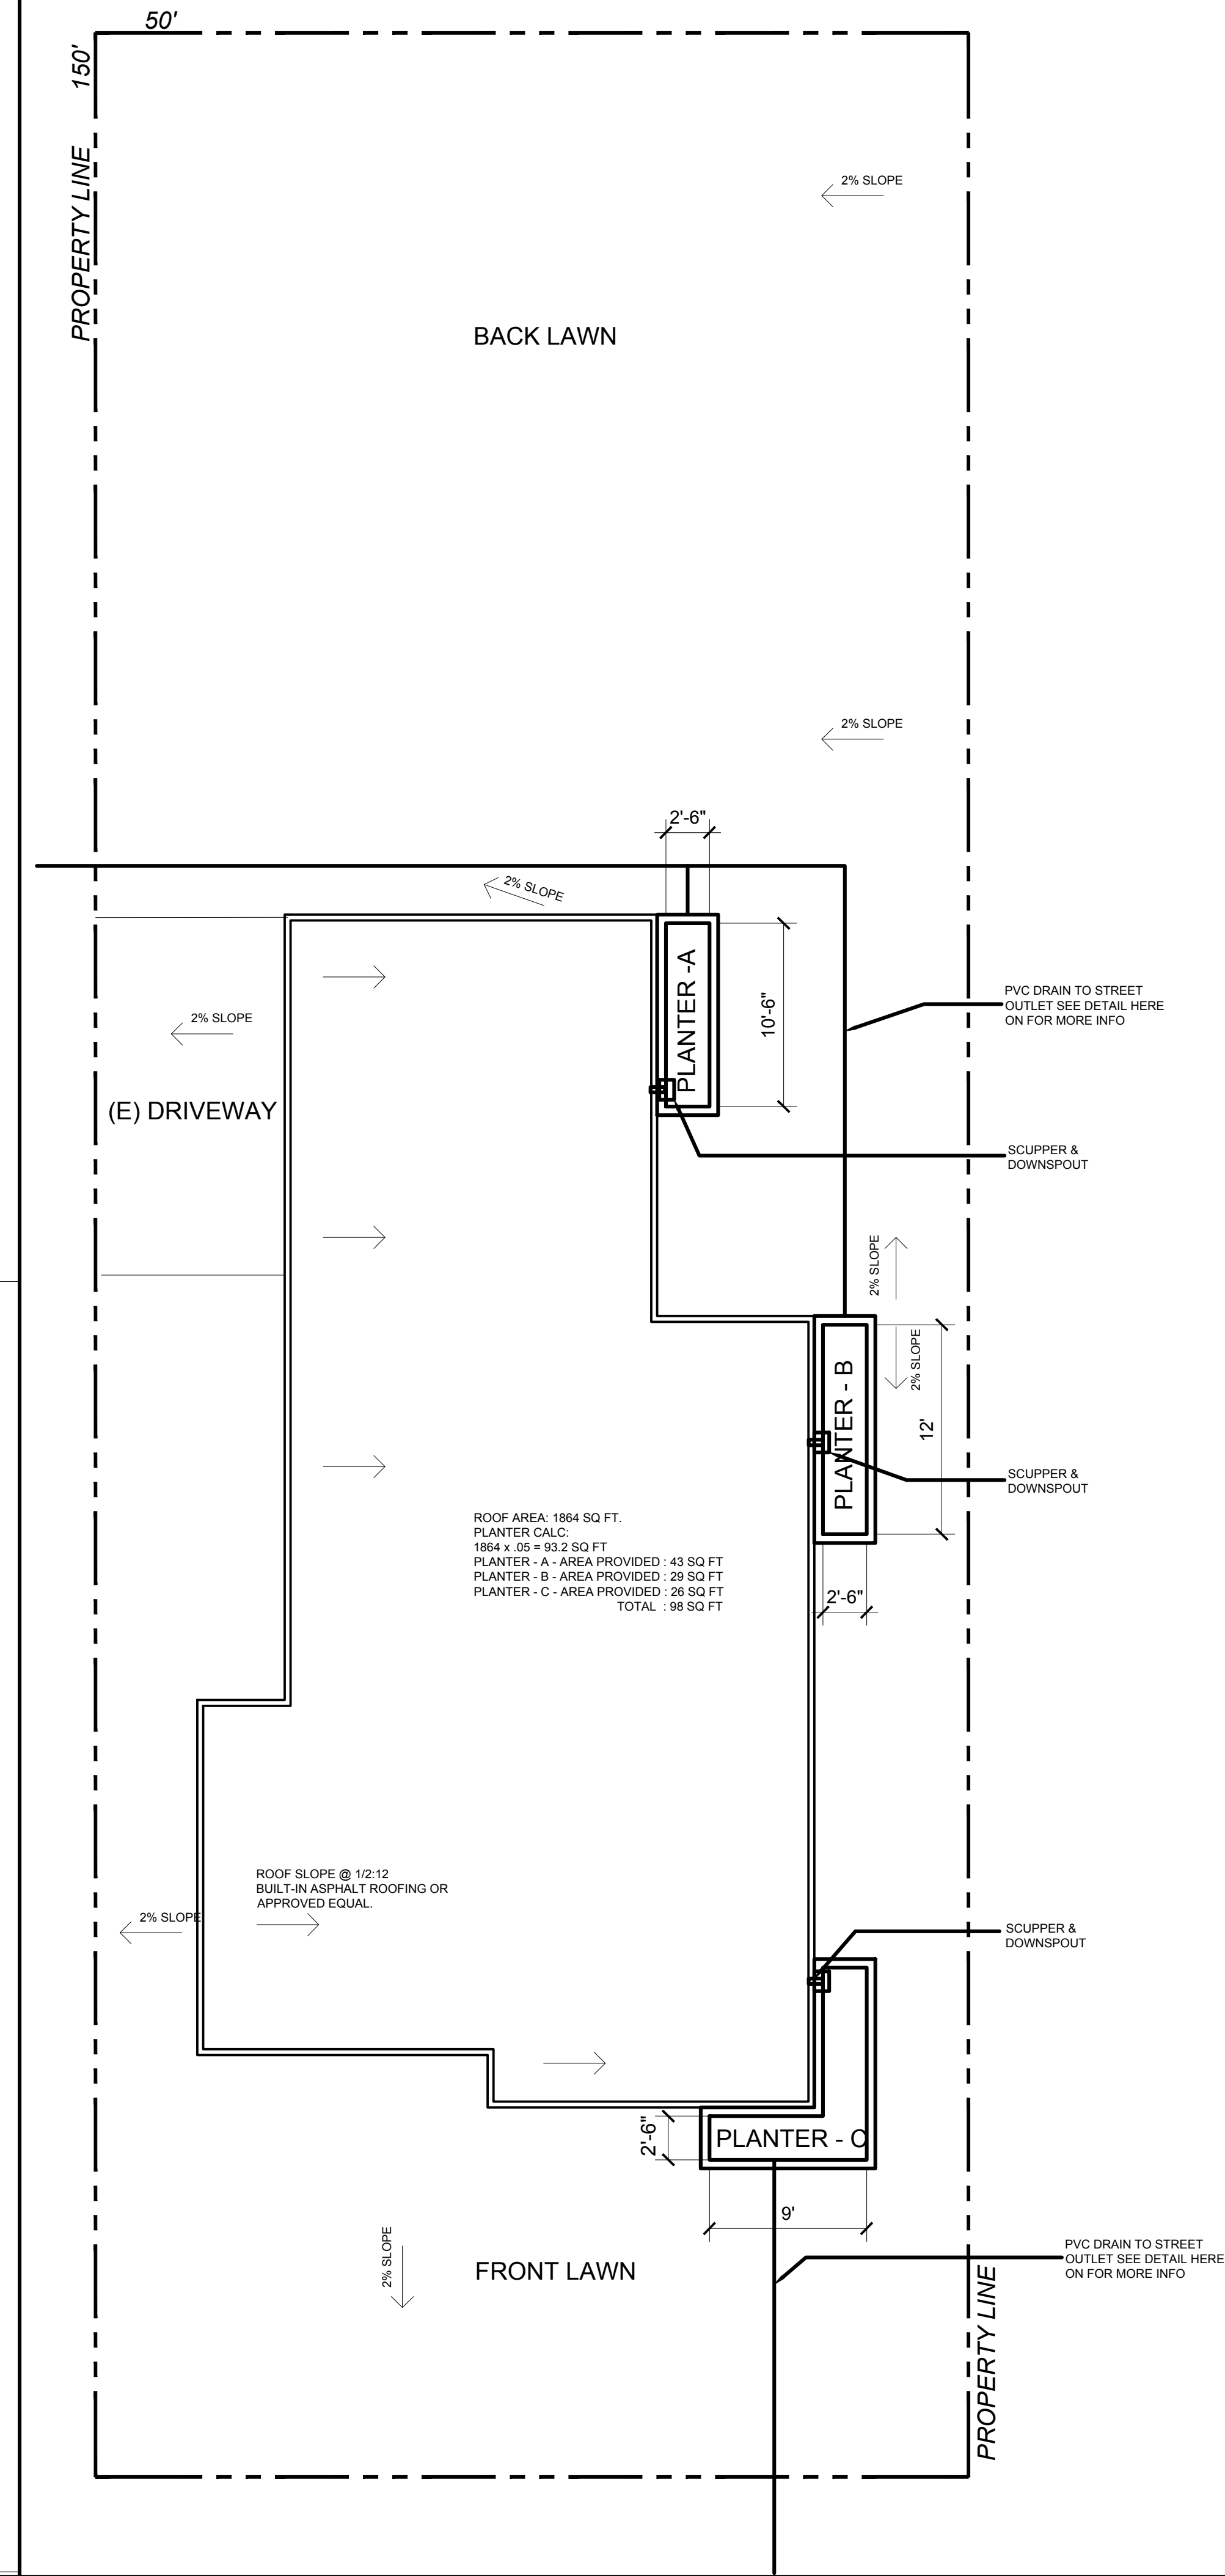 50'
150'
PROPERTY LINE
2% SLOPE
BACK LAWN
2% SLOPE
2'-6"
2% SLOPE
PLANTER -A
10'-6"
PVC DRAIN TO STREET
OUTLET SEE DETAIL HERE
ON FOR MORE INFO
2% SLOPE
(E) DRIVEWAY
SCUPPER &
DOWNSPOUT
2% SLOPE
2% SLOPE
PLANTER - B
12'
SCUPPER &
DOWNSPOUT
ROOF AREA: 1864 SQ FT.
PLANTER CALC:
1864 x .05 = 93.2 SQ FT
PLANTER - A - AREA PROVIDED : 43 SQ FT
PLANTER - B - AREA PROVIDED : 29 SQ FT
PLANTER - C - AREA PROVIDED : 26 SQ FT
TOTAL : 98 SQ FT
2'-6"
ROOF SLOPE @ 1/2:12
BUILT-IN ASPHALT ROOFING OR
APPROVED EQUAL.
2% SLOPE
SCUPPER &
DOWNSPOUT
2'-6"
PLANTER - C
9'
2% SLOPE
FRONT LAWN
PVC DRAIN TO STREET
OUTLET SEE DETAIL HERE
ON FOR MORE INFO
PROPERTY LINE